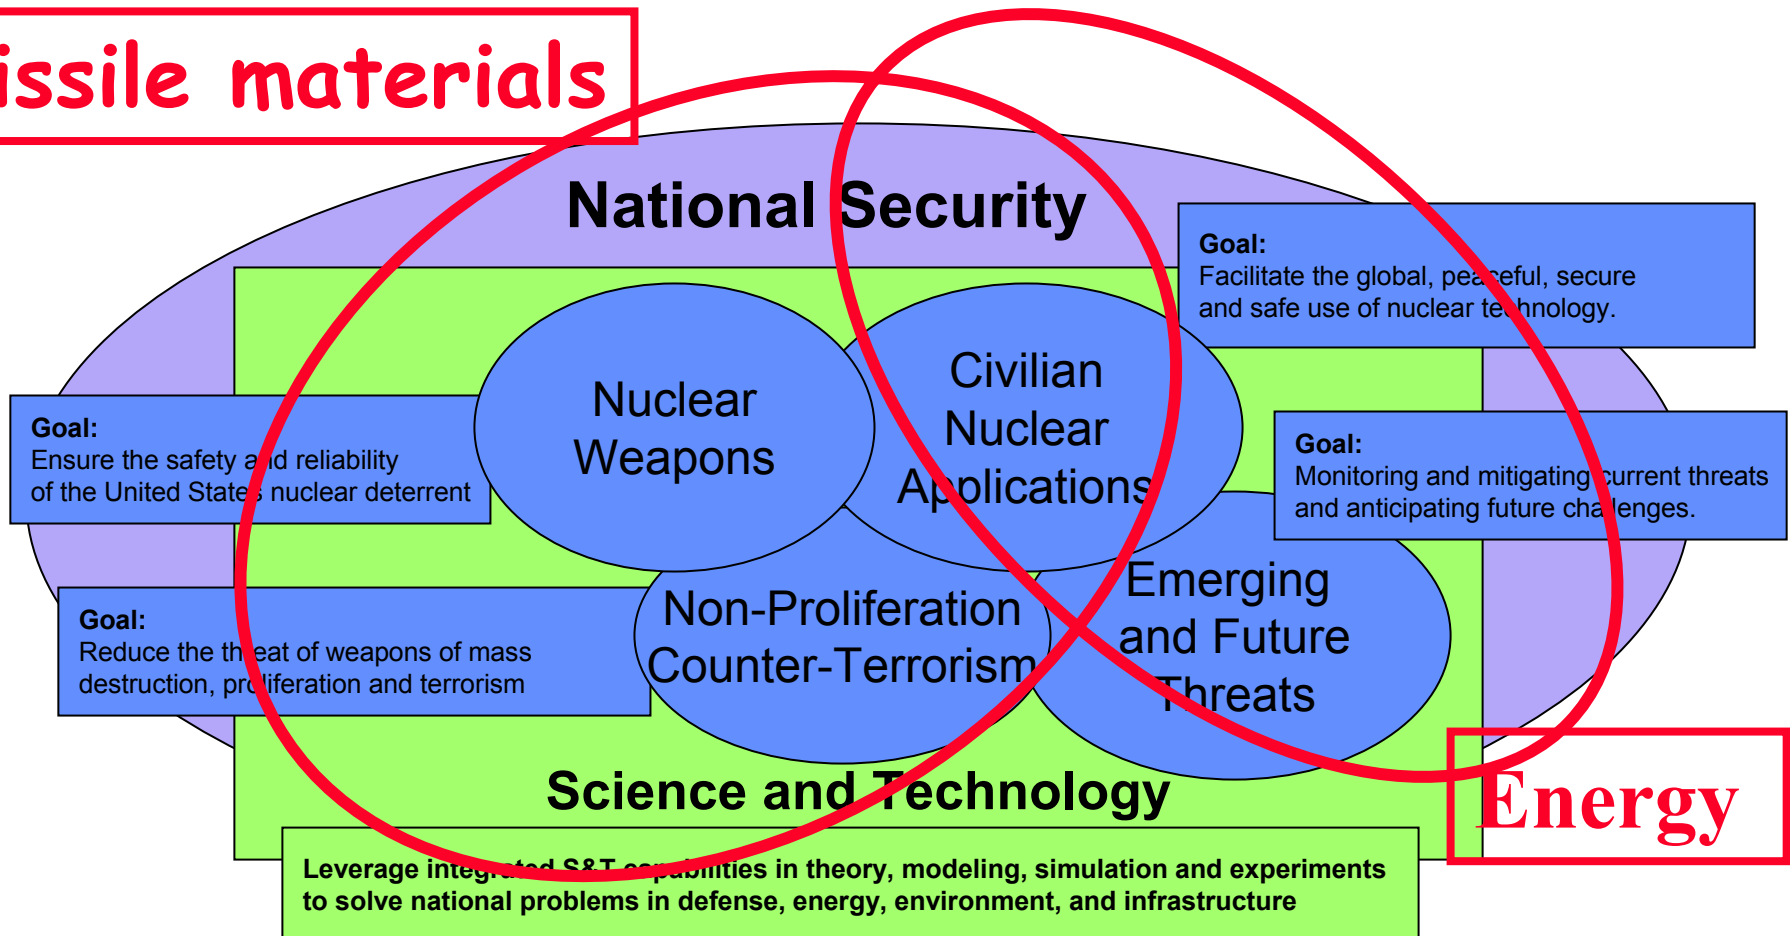 issile materials
National Security
Goal:
Facilitate the global, peaceful, secure
and safe use of nuclear technology.
Nuclear
Weapons
Civilian
Nuclear
Applications
Goal:
Ensure the safety and reliability
of the United States nuclear deterrent
Goal:
Monitoring and mitigating current threats
and anticipating future challenges.
Goal:
Reduce the threat of weapons of mass
destruction, proliferation and terrorism
Non-Proliferation
Counter-Terrorism
Emerging
and Future
Threats
Science and Technology
Energy
Leverage integrated S&T capabilities in theory, modeling, simulation and experiments
to solve national problems in defense, energy, environment, and infrastructure